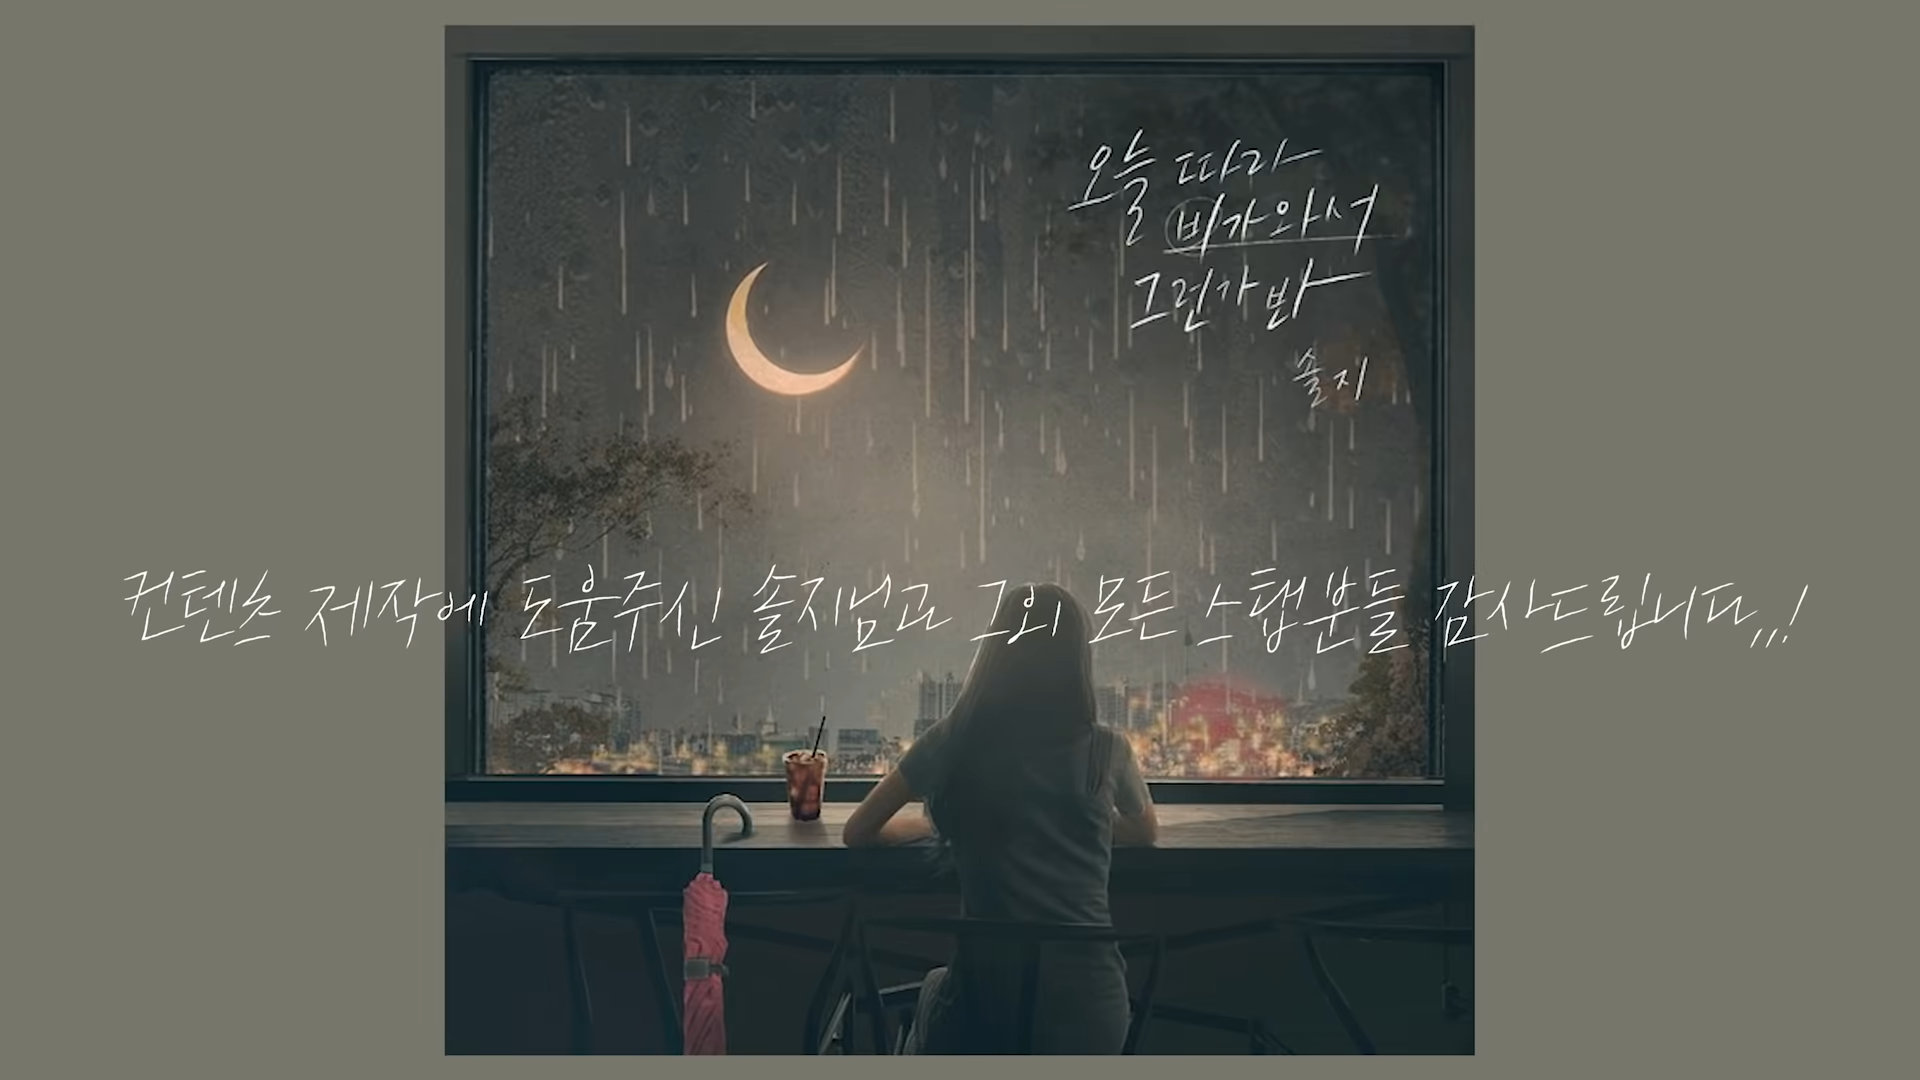 오늘 따라
비가 와서
그런가 봐
솔지
컨텐츠 제작에 도움주신 솔지님과 그외 모든 스탭분들 감사드립니다,,,!